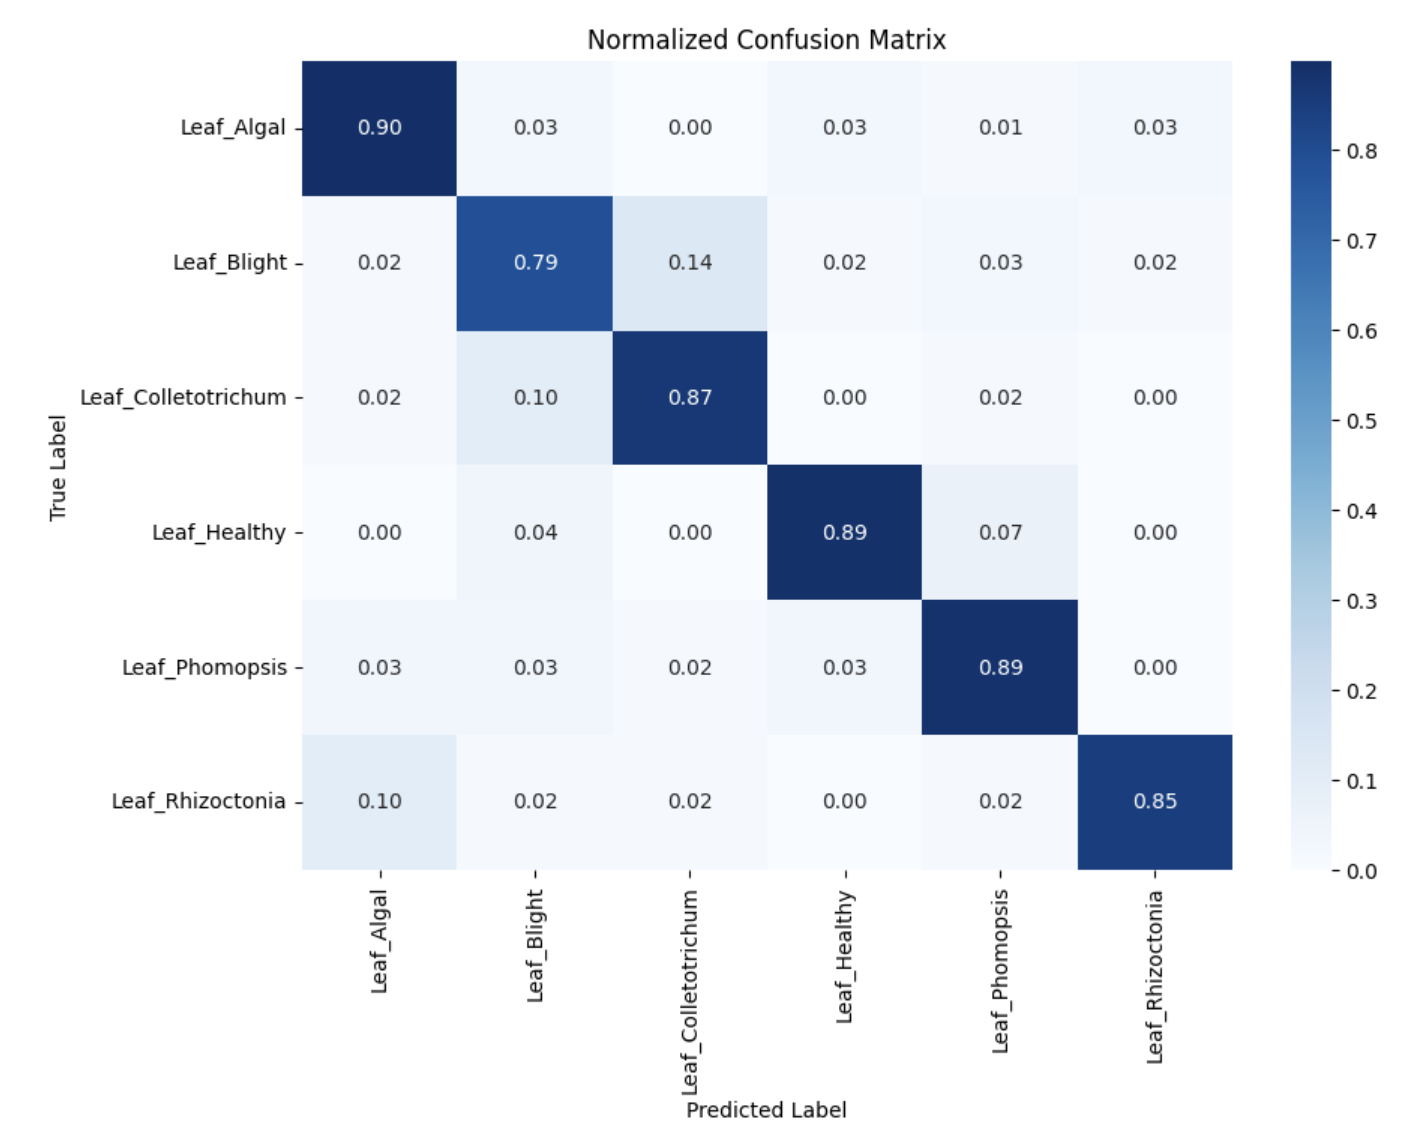 Normalized Confusion Matrix
Leaf_Algal 0.90 0.03 0.00 0.03 0.01 0.03
Leaf_Blight 0.02 0.79 0.14 0.02 0.03 0.02
Leaf_Colletotrichum 0.02 0.10 0.87 0.00 0.02 0.00
Leaf_Healthy 0.00 0.04 0.00 0.89 0.07 0.00
Leaf_Phomopsis 0.03 0.03 0.02 0.03 0.89 0.00
Leaf_Rhizoctonia 0.10 0.02 0.02 0.00 0.02 0.85
True Label
Leaf_Algal
Leaf_Blight
Leaf_Colletotrichum
Leaf_Healthy
Leaf_Phomopsis
Leaf_Rhizoctonia
Predicted Label
0.8
0.7
0.6
0.5
0.4
0.3
0.2
0.1
0.0